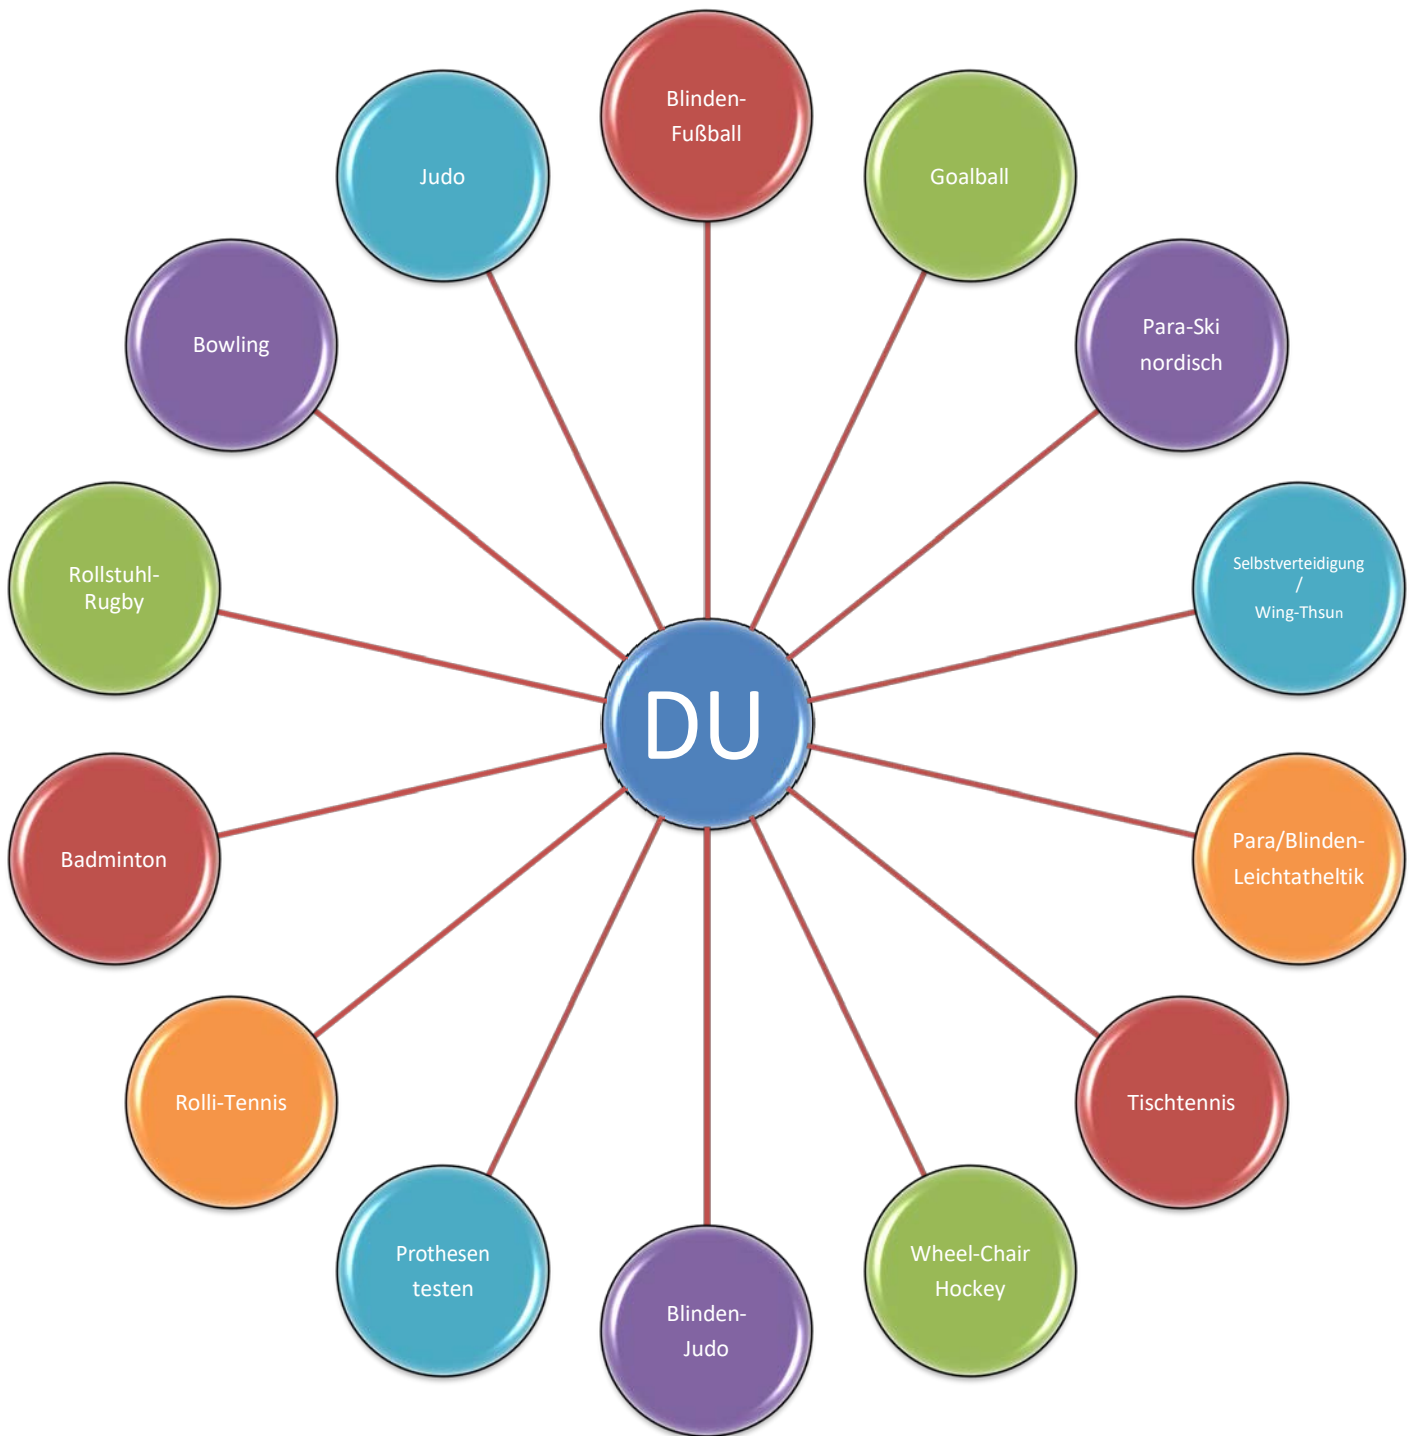 Blinden-
Fußball
Goalball
Para-Ski
nordisch
Selbstverteidigung
/
Wing-Thsun
Para/Blinden-
Leichtatheltik
Tischtennis
Wheel-Chair
Hockey
Blinden-
Judo
Prothesen
testen
Rolli-Tennis
Badminton
Rollstuhl-
Rugby
Bowling
Judo
DU